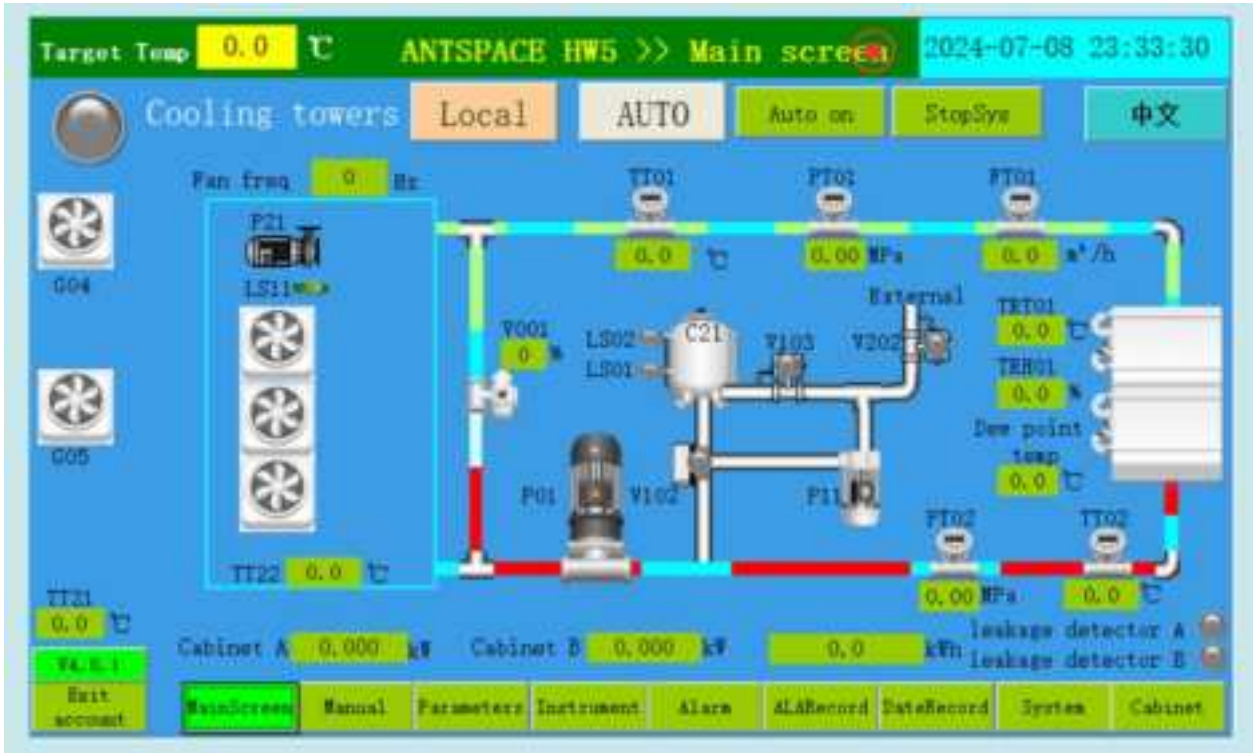 Target Temp 0.0 ℃ ANTSPACE HW5 >> Main screen 2024-07-08 23:33:30
Cooling towers Local AUTO Auto on StopSys 中文
Fan freq 0 Hz
TT01 PT01 FT01
P21
0.0 ℃ 0.00 MPa 0.0 m³/h
G04
LS11
External
TRT01
0.0 ℃
V001
0 %
LS02
LS01
C21
V103
V202
TRH01
0.0 %
Dew point
temp
0.0 ℃
G05
P01
V102
P11
PT02 TT02
TT22 0.0 ℃
0.00 MPa 0.0 ℃
TT21
0.0 ℃
leakage detector A
Cabinet A 0.000 kW Cabinet B 0.000 kW 0.0 kWh
leakage detector B
V4.0.1
Exit
account
MainScreen Manual Parameters Instrument Alarm ALARecord DateRecord System Cabinet